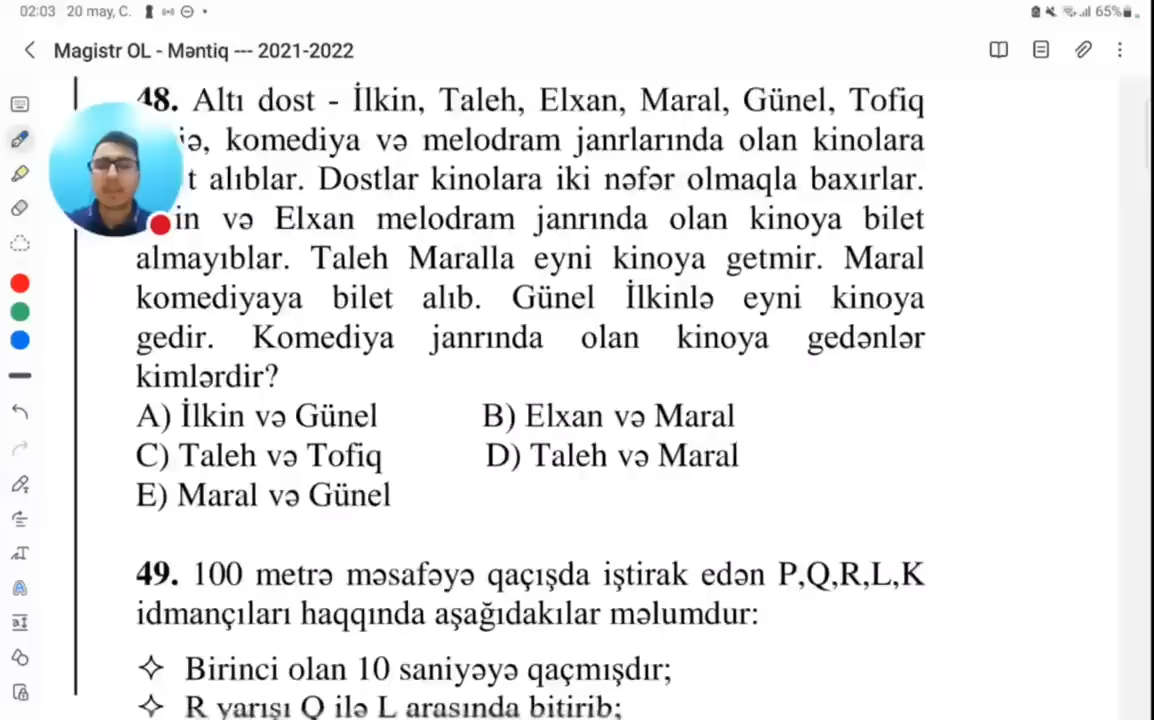 02:03 20 may, C.
65%
Magistr OL - Məntiq --- 2021-2022
48. Altı dost - İlkin, Taleh, Elxan, Maral, Günel, Tofiq
komediya və melodram janrlarında olan kinolara
alıblar. Dostlar kinolara iki nəfər olmaqla baxırlar.
və Elxan melodram janrında olan kinoya bilet
almayıblar. Taleh Maralla eyni kinoya getmir. Maral
komediyaya bilet alıb. Günel İlkinlə eyni kinoya
gedir. Komediya janrında olan kinoya gedənlər
kimlərdir?
A) İlkin və Günel B) Elxan və Maral
C) Taleh və Tofiq D) Taleh və Maral
E) Maral və Günel
49. 100 metrə məsafəyə qaçışda iştirak edən P,Q,R,L,K
idmançıları haqqında aşağıdakılar məlumdur:
Birinci olan 10 saniyəyə qaçmışdır;
R yarışı Q ilə L arasında bitirib;